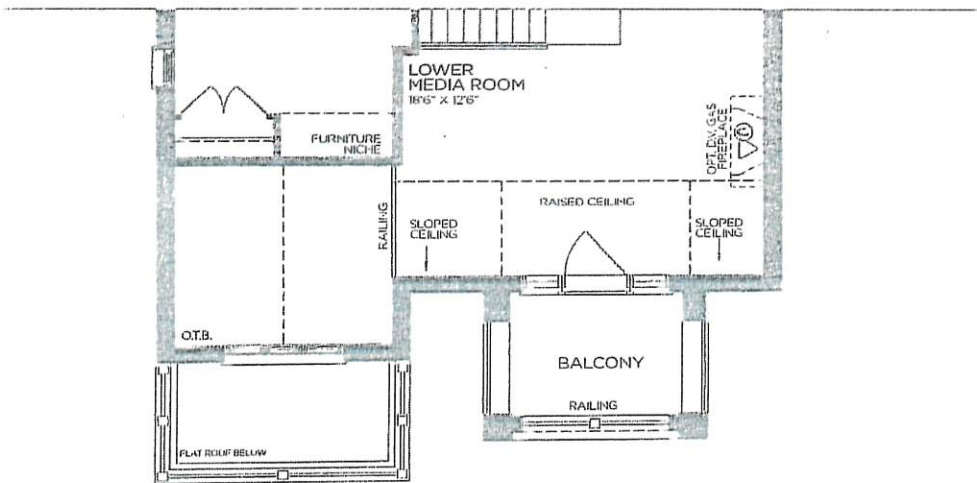 LOWER
MEDIA ROOM
18'6" X 12'6"
FURNITURE
NICHE
OPT. D.V. GAS
FIREPLACE
RAILING
SLOPED
CEILING
RAISED CEILING
SLOPED
CEILING
O.T.B.
BALCONY
RAILING
FLAT ROOF BELOW